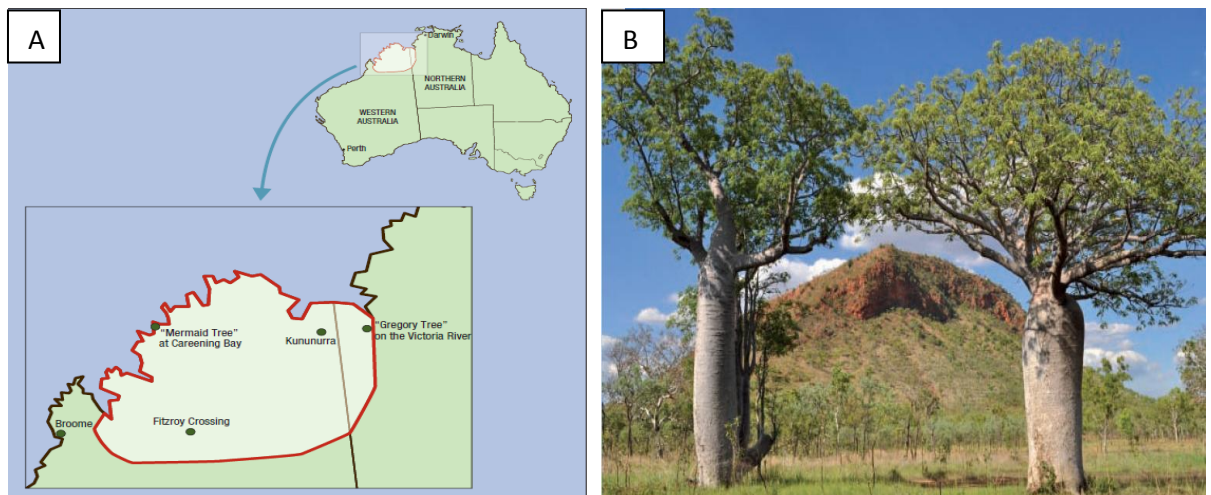 A
Darwin
NORTHERN
AUSTRALIA
WESTERN
AUSTRALIA
Perth
"Mermaid Tree"
at Careening Bay
Kununurra
"Gregory Tree"
on the Victoria River
Broome
Fitzroy Crossing
B